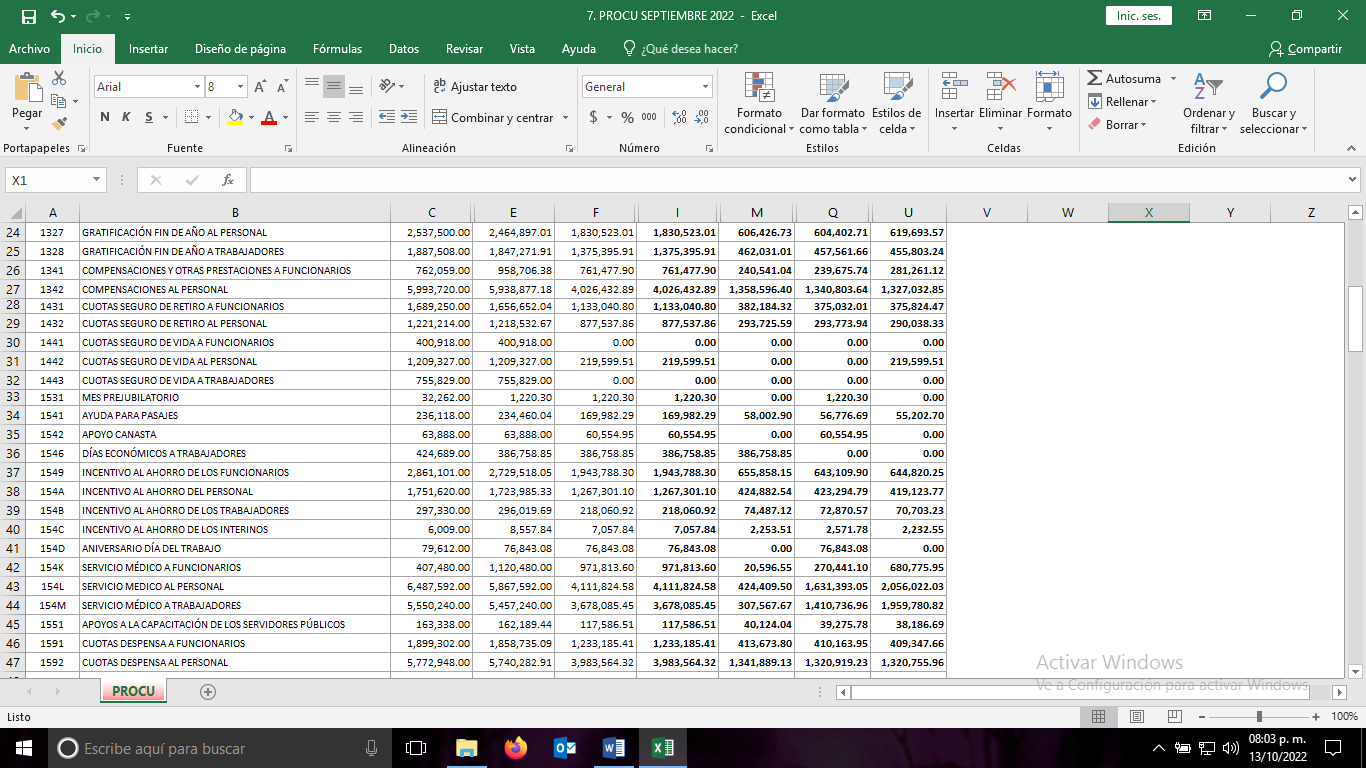 7. PROCU SEPTIEMBRE 2022 - Excel
Inic. ses.
Archivo Inicio Insertar Diseño de página Fórmulas Datos Revisar Vista Ayuda ¿Qué desea hacer? Compartir
Pegar Arial 8 N K S Ajustar texto Combinar y centrar General $ % 000 Formato condicional Dar formato como tabla Estilos de celda Insertar Eliminar Formato Autosuma Rellenar Borrar Ordenar y filtrar Buscar y seleccionar
Portapapeles Fuente Alineación Número Estilos Celdas Edición
X1 fx
A B C E F I M Q U V W X Y Z
24 1327 GRATIFICACIÓN FIN DE AÑO AL PERSONAL 2,537,500.00 2,464,897.01 1,830,523.01 1,830,523.01 606,426.73 604,402.71 619,693.57
25 1328 GRATIFICACIÓN FIN DE AÑO A TRABAJADORES 1,887,508.00 1,847,271.91 1,375,395.91 1,375,395.91 462,031.01 457,561.66 455,803.24
26 1341 COMPENSACIONES Y OTRAS PRESTACIONES A FUNCIONARIOS 762,059.00 958,706.38 761,477.90 761,477.90 240,541.04 239,675.74 281,261.12
27 1342 COMPENSACIONES AL PERSONAL 5,993,720.00 5,938,877.18 4,026,432.89 4,026,432.89 1,358,596.40 1,340,803.64 1,327,032.85
28 1431 CUOTAS SEGURO DE RETIRO A FUNCIONARIOS 1,689,250.00 1,656,652.04 1,133,040.80 1,133,040.80 382,184.32 375,032.01 375,824.47
29 1432 CUOTAS SEGURO DE RETIRO AL PERSONAL 1,221,214.00 1,218,532.67 877,537.86 877,537.86 293,725.59 293,773.94 290,038.33
30 1441 CUOTAS SEGURO DE VIDA A FUNCIONARIOS 400,918.00 400,918.00 0.00 0.00 0.00 0.00 0.00
31 1442 CUOTAS SEGURO DE VIDA AL PERSONAL 1,209,327.00 1,209,327.00 219,599.51 219,599.51 0.00 0.00 219,599.51
32 1443 CUOTAS SEGURO DE VIDA A TRABAJADORES 755,829.00 755,829.00 0.00 0.00 0.00 0.00 0.00
33 1531 MES PREJUBILATORIO 32,262.00 1,220.30 1,220.30 1,220.30 0.00 1,220.30 0.00
34 1541 AYUDA PARA PASAJES 236,118.00 234,460.04 169,982.29 169,982.29 58,002.90 56,776.69 55,202.70
35 1542 APOYO CANASTA 63,888.00 63,888.00 60,554.95 60,554.95 0.00 60,554.95 0.00
36 1546 DÍAS ECONÓMICOS A TRABAJADORES 424,689.00 386,758.85 386,758.85 386,758.85 386,758.85 0.00 0.00
37 1549 INCENTIVO AL AHORRO DE LOS FUNCIONARIOS 2,861,101.00 2,729,518.05 1,943,788.30 1,943,788.30 655,858.15 643,109.90 644,820.25
38 154A INCENTIVO AL AHORRO DEL PERSONAL 1,751,620.00 1,723,985.33 1,267,301.10 1,267,301.10 424,882.54 423,294.79 419,123.77
39 154B INCENTIVO AL AHORRO DE LOS TRABAJADORES 297,330.00 296,019.69 218,060.92 218,060.92 74,487.12 72,870.57 70,703.23
40 154C INCENTIVO AL AHORRO DE LOS INTERINOS 6,009.00 8,557.84 7,057.84 7,057.84 2,253.51 2,571.78 2,232.55
41 154D ANIVERSARIO DÍA DEL TRABAJO 79,612.00 76,843.08 76,843.08 76,843.08 0.00 76,843.08 0.00
42 154K SERVICIO MÉDICO A FUNCIONARIOS 407,480.00 1,120,480.00 971,813.60 971,813.60 20,596.55 270,441.10 680,775.95
43 154L SERVICIO MEDICO AL PERSONAL 6,487,592.00 5,867,592.00 4,111,824.58 4,111,824.58 424,409.50 1,631,393.05 2,056,022.03
44 154M SERVICIO MÉDICO A TRABAJADORES 5,550,240.00 5,457,240.00 3,678,085.45 3,678,085.45 307,567.67 1,410,736.96 1,959,780.82
45 1551 APOYOS A LA CAPACITACIÓN DE LOS SERVIDORES PÚBLICOS 163,338.00 162,189.44 117,586.51 117,586.51 40,124.04 39,275.78 38,186.69
46 1591 CUOTAS DESPENSA A FUNCIONARIOS 1,899,302.00 1,858,735.09 1,233,185.41 1,233,185.41 413,673.80 410,163.95 409,347.66
47 1592 CUOTAS DESPENSA AL PERSONAL 5,772,948.00 5,740,282.91 3,983,564.32 3,983,564.32 1,341,889.13 1,320,919.23 1,320,755.96
Activar Windows
Ve a Configuración para activar Windows.
PROCU
Listo 100%
Escribe aquí para buscar 08:03 p. m.
13/10/2022